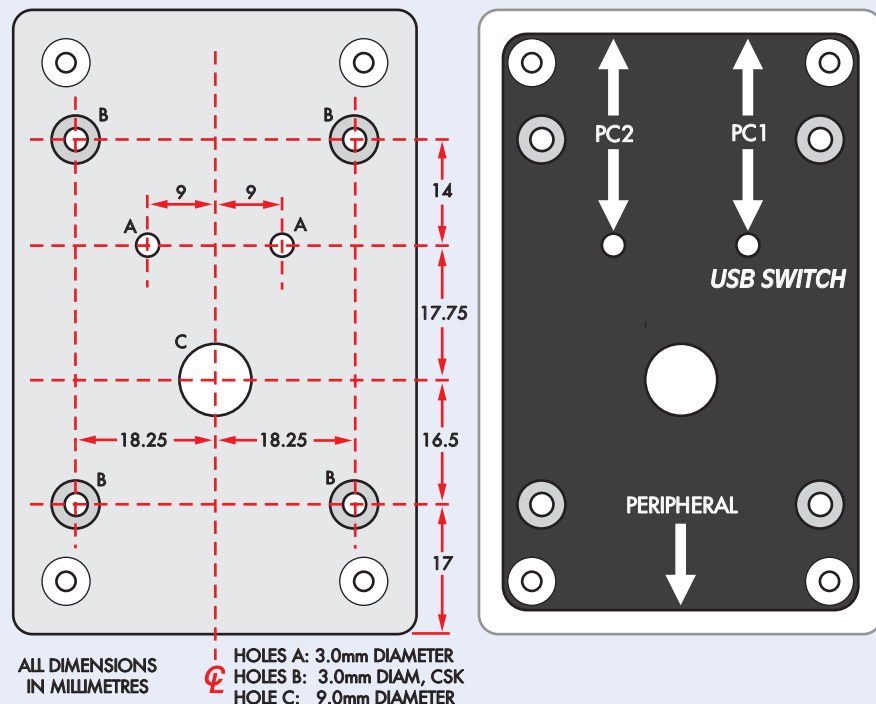 B
B
14
9
9
A
A
17.75
C
18.25
18.25
16.5
B
B
17
ALL DIMENSIONS
IN MILLIMETRES
CL
HOLES A: 3.0mm DIAMETER
HOLES B: 3.0mm DIAM, CSK
HOLE C: 9.0mm DIAMETER
PC2
PC1
USB SWITCH
PERIPHERAL